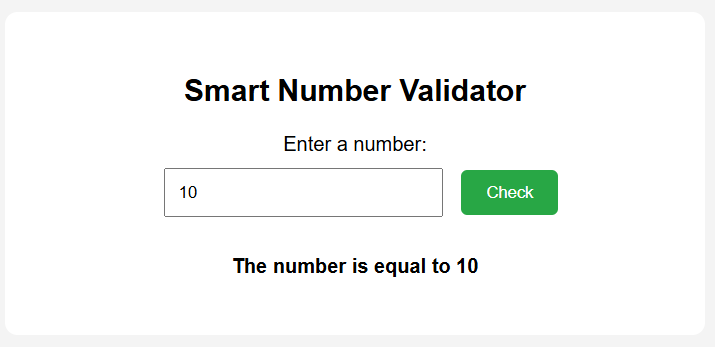 Smart Number Validator
Enter a number:
10
Check
The number is equal to 10